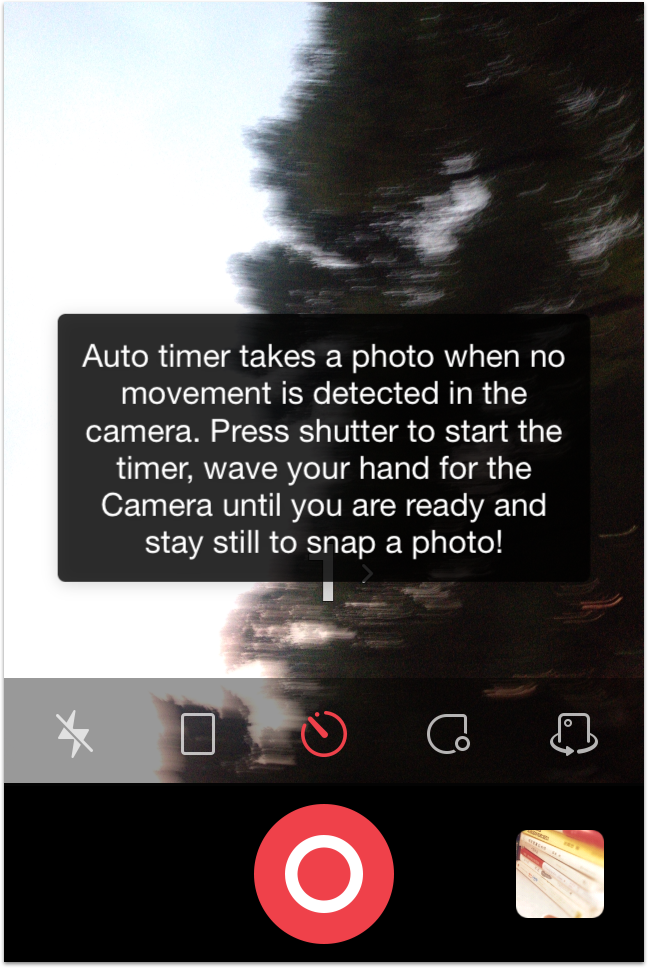 Auto timer takes a photo when no
movement is detected in the
camera. Press shutter to start the
timer, wave your hand for the
Camera until you are ready and
stay still to snap a photo!
1